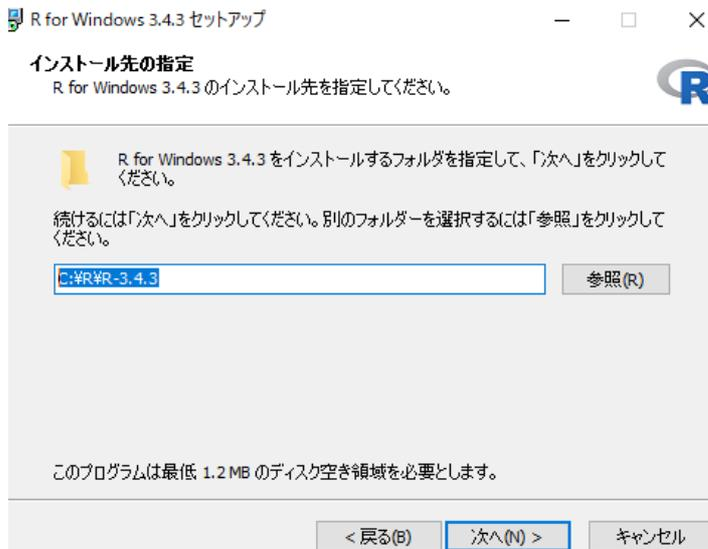 R for Windows 3.4.3 セットアップ
インストール先の指定
R for Windows 3.4.3 のインストール先を指定してください。
R
R for Windows 3.4.3 をインストールするフォルダを指定して、「次へ」をクリックして
ください。
続けるには「次へ」をクリックしてください。別のフォルダーを選択するには「参照」をクリックして
ください。
C:¥R¥R-3.4.3
参照(R)
このプログラムは最低 1.2 MB のディスク空き領域を必要とします。
< 戻る(B)
次へ(N) >
キャンセル